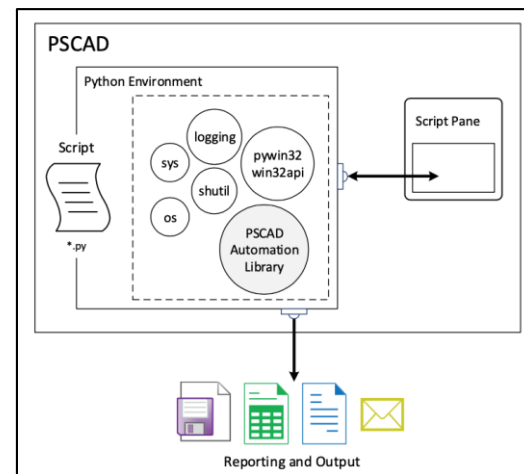 PSCAD
Python Environment
Script
*.py
logging
sys
shutil
os
pywin32
win32api
PSCAD
Automation
Library
Script Pane
Reporting and Output